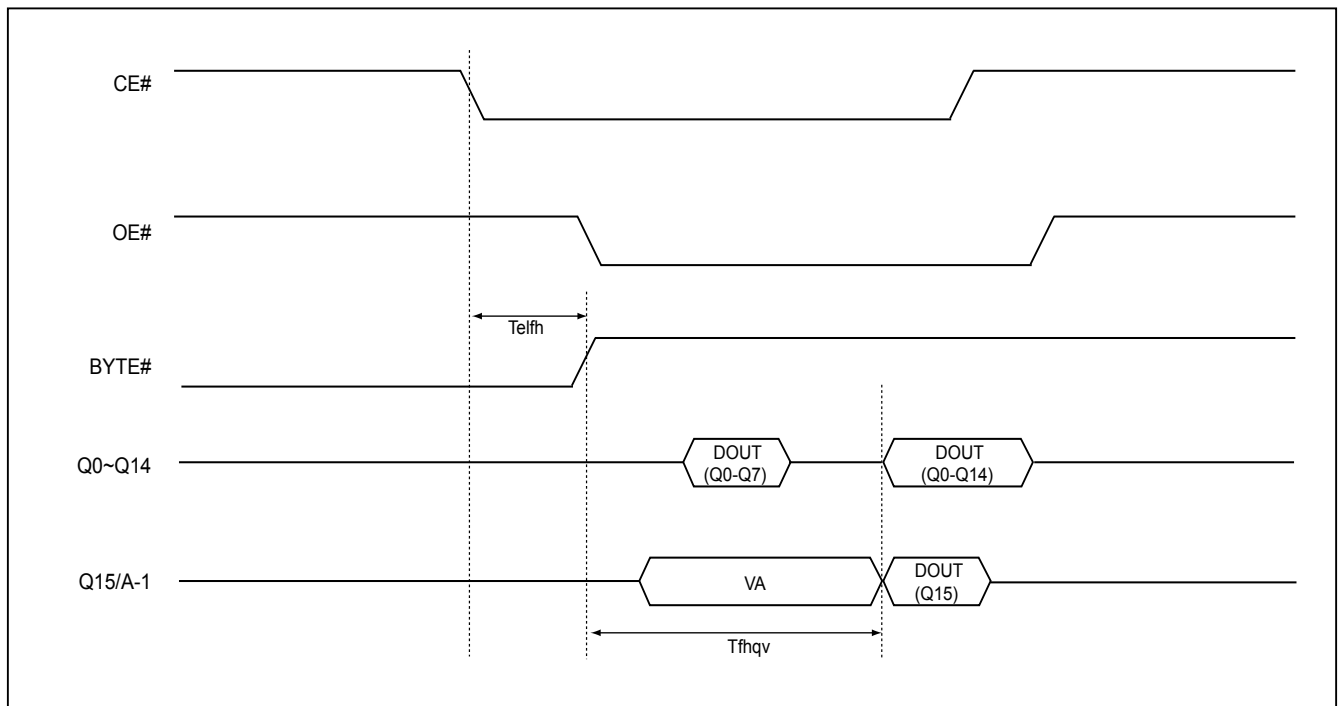 CE#
OE#
Telfh
BYTE#
Q0~Q14
DOUT
(Q0-Q7)
DOUT
(Q0-Q14)
Q15/A-1
VA
DOUT
(Q15)
Tfhqv